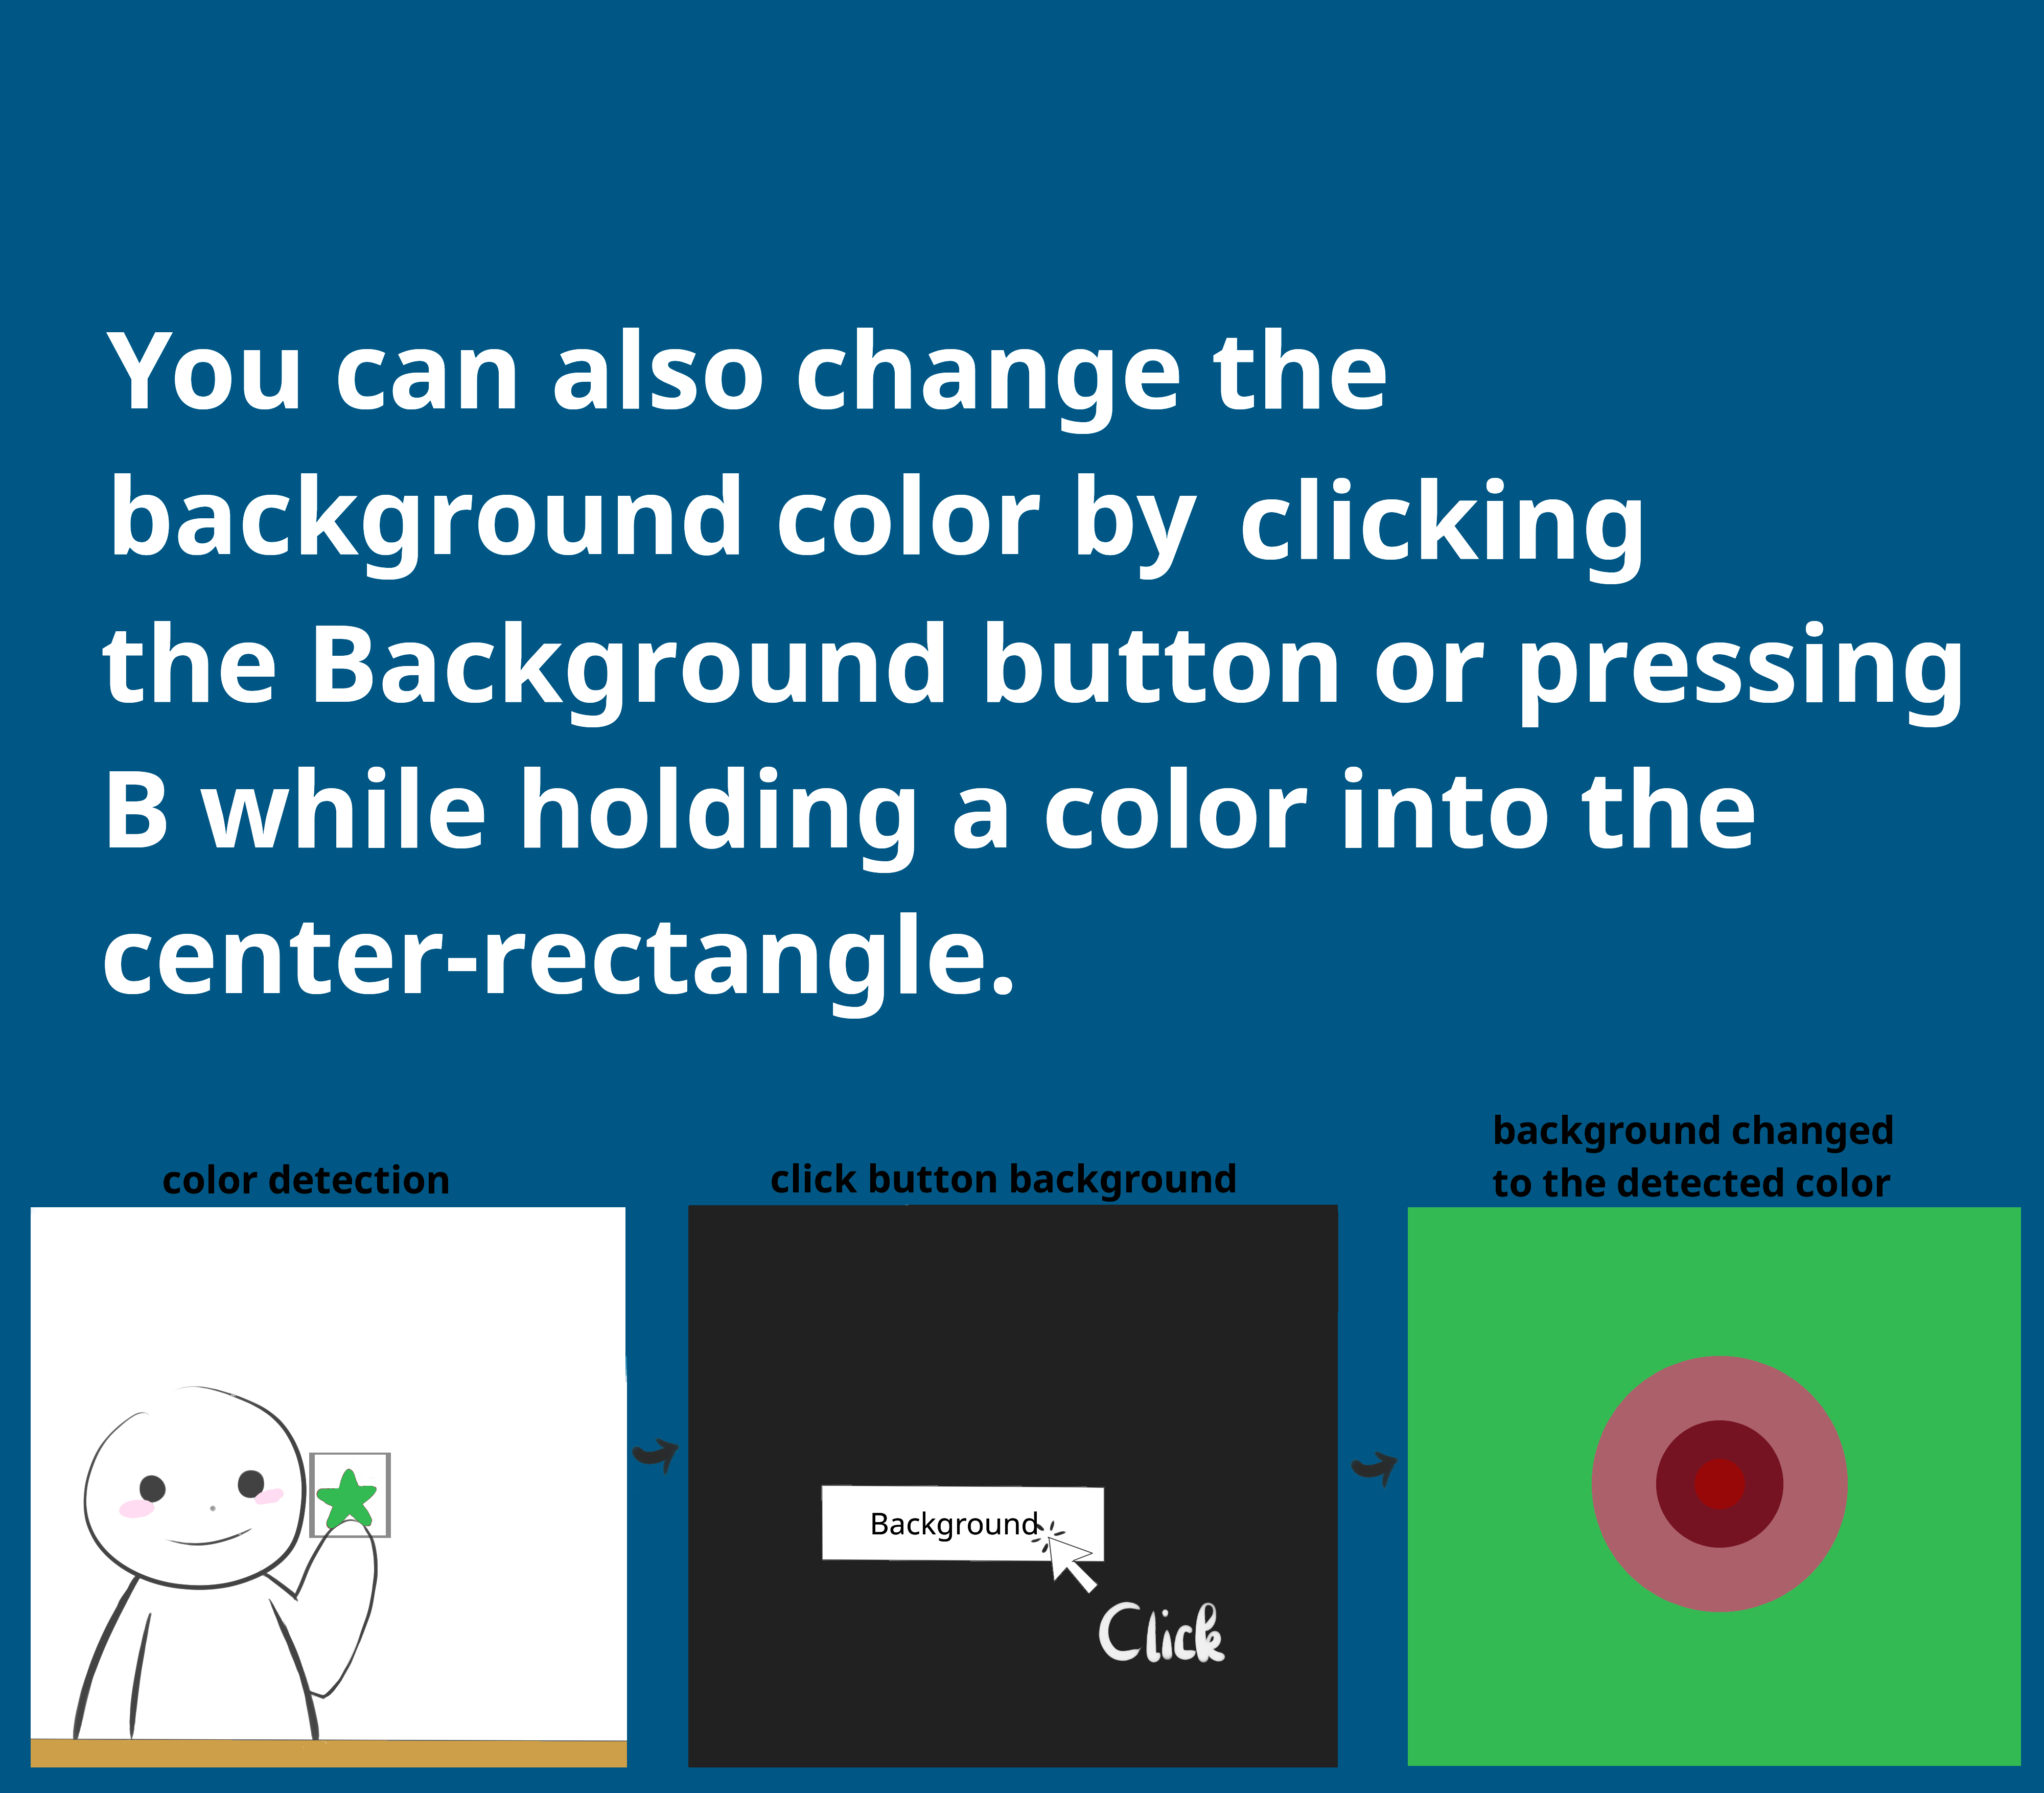 You can also change the
background color by clicking
the Background button or pressing
B while holding a color into the
center-rectangle.
color detection
click button background
background changed
to the detected color
Background
Click